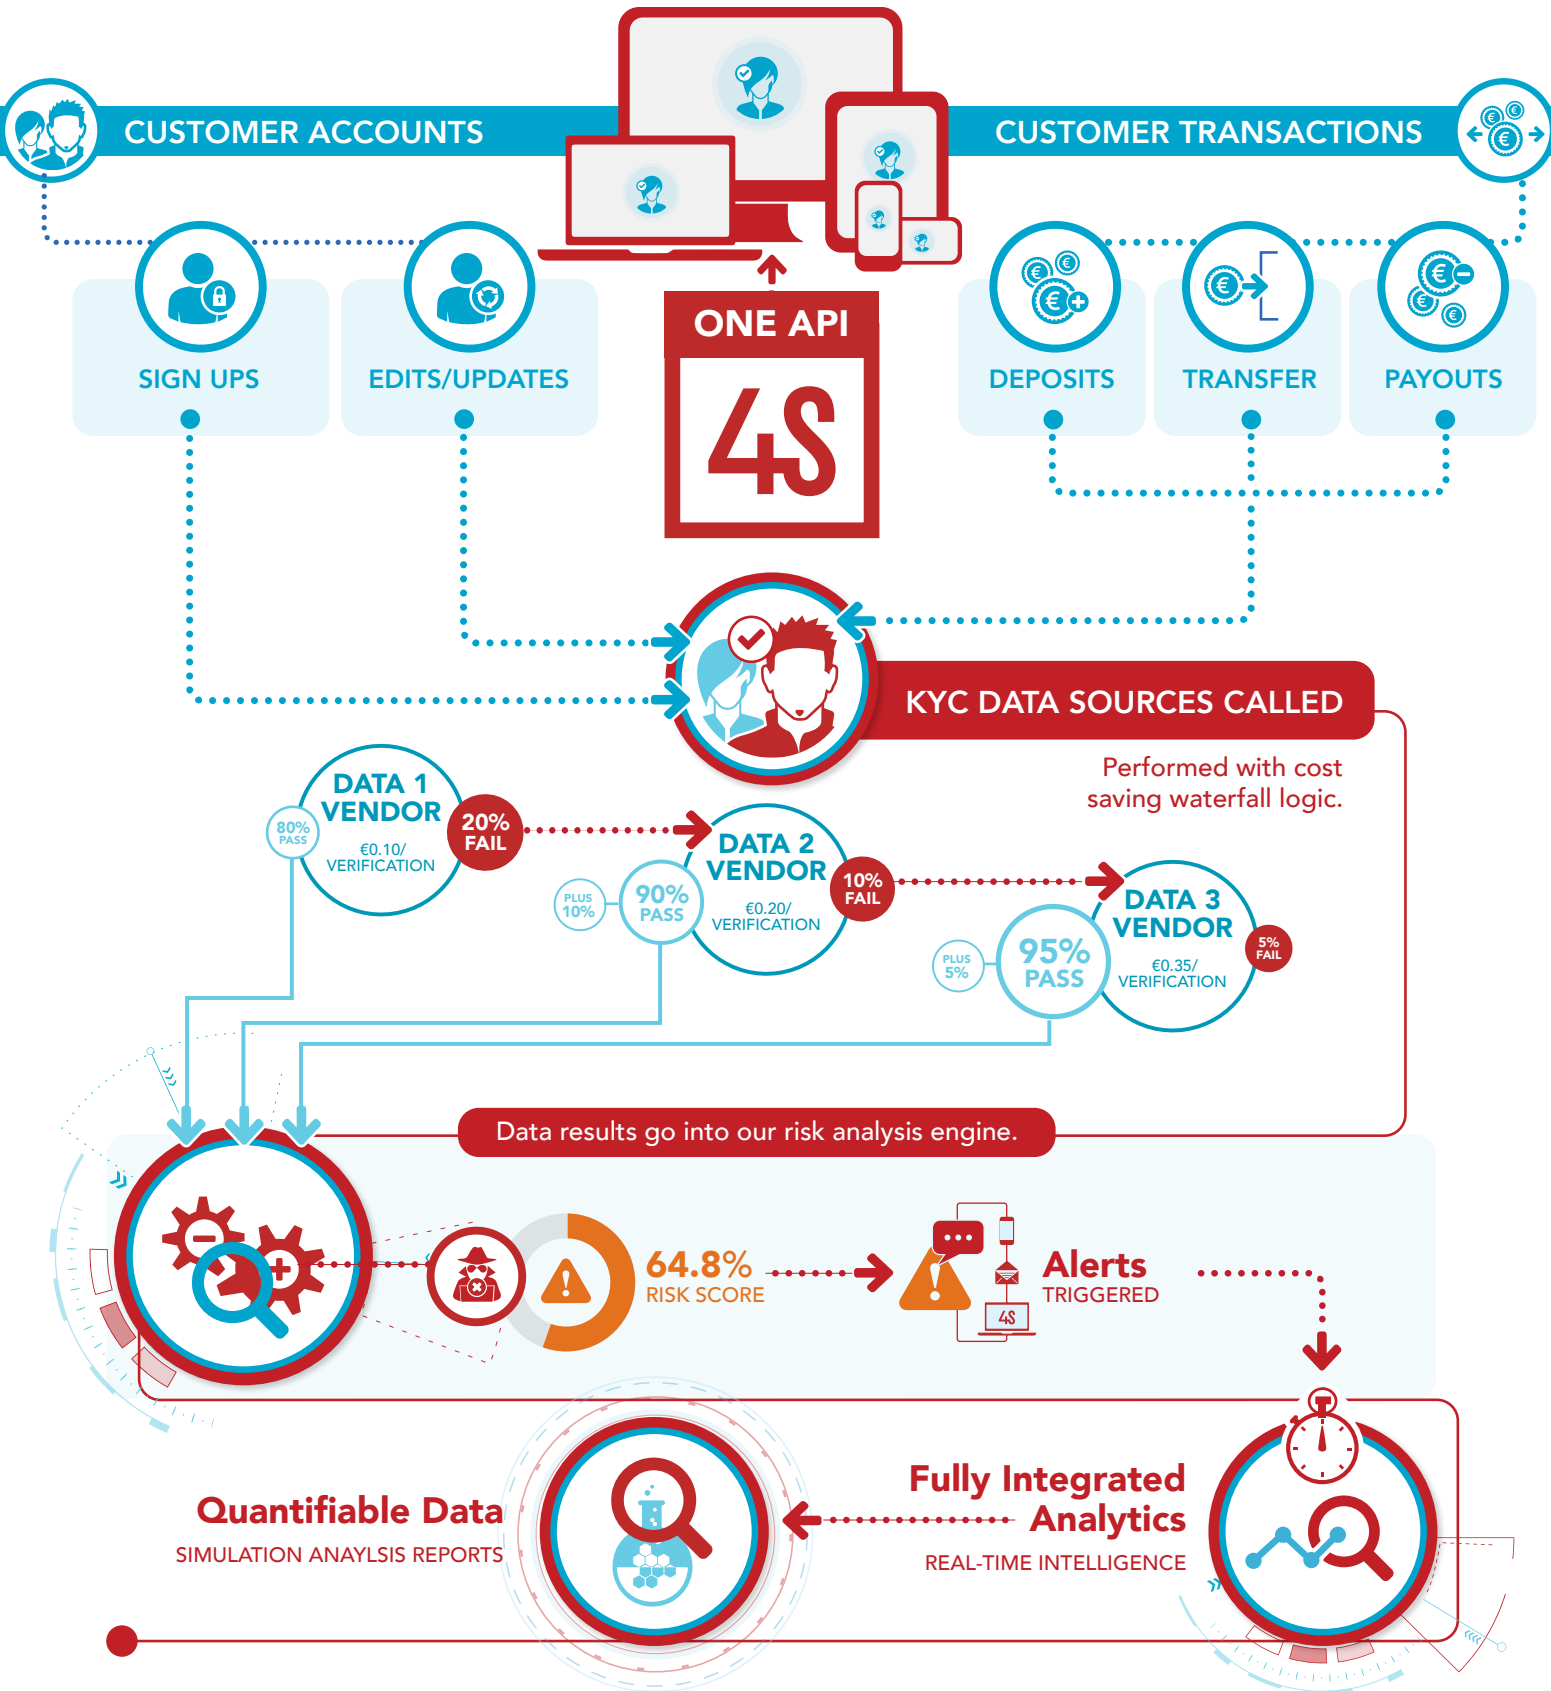 CUSTOMER ACCOUNTS
CUSTOMER TRANSACTIONS
SIGN UPS
EDITS/UPDATES
ONE API
4S
DEPOSITS
TRANSFER
PAYOUTS
KYC DATA SOURCES CALLED
Performed with cost
saving waterfall logic.
DATA 1
VENDOR
€0.10/
VERIFICATION
80%
PASS
20%
FAIL
DATA 2
VENDOR
€0.20/
VERIFICATION
PLUS
10%
90%
PASS
10%
FAIL
DATA 3
VENDOR
€0.35/
VERIFICATION
PLUS
5%
95%
PASS
5%
FAIL
Data results go into our risk analysis engine.
64.8%
RISK SCORE
4S
Alerts
TRIGGERED
Quantifiable Data
SIMULATION ANAYLSIS REPORTS
Fully Integrated
Analytics
REAL-TIME INTELLIGENCE